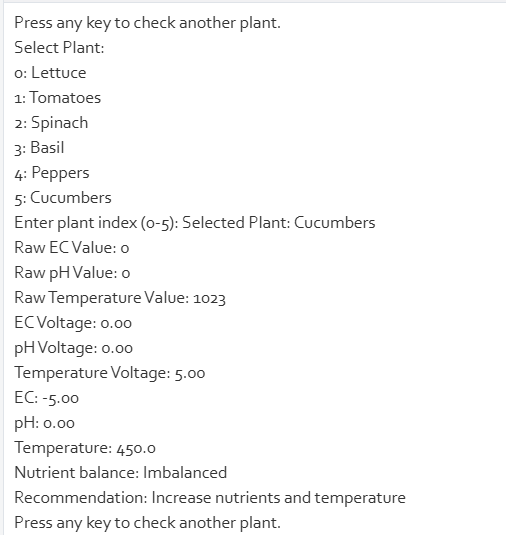 Press any key to check another plant.
Select Plant:
0: Lettuce
1: Tomatoes
2: Spinach
3: Basil
4: Peppers
5: Cucumbers
Enter plant index (0-5): Selected Plant: Cucumbers
Raw EC Value: 0
Raw pH Value: 0
Raw Temperature Value: 1023
EC Voltage: 0.00
pH Voltage: 0.00
Temperature Voltage: 5.00
EC: -5.00
pH: 0.00
Temperature: 450.0
Nutrient balance: Imbalanced
Recommendation: Increase nutrients and temperature
Press any key to check another plant.